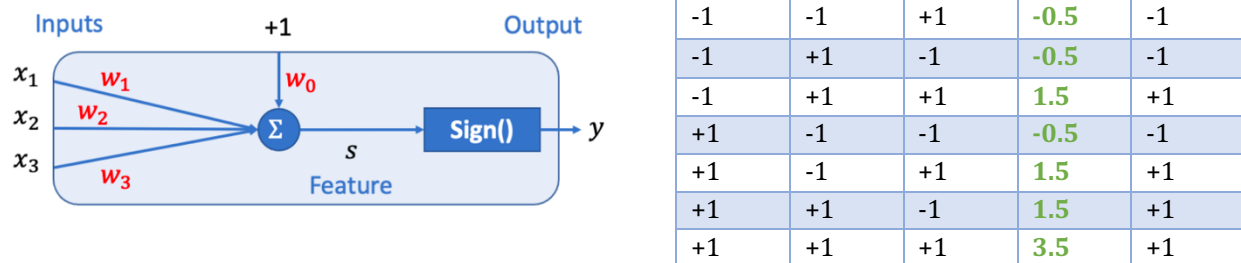 Inputs +1 Output
x₁ w₁ w₀
x₂ w₂ Σ Sign() y
x₃ w₃ s
Feature
-1 -1 +1 -0.5 -1
-1 +1 -1 -0.5 -1
-1 +1 +1 1.5 +1
+1 -1 -1 -0.5 -1
+1 -1 +1 1.5 +1
+1 +1 -1 1.5 +1
+1 +1 +1 3.5 +1